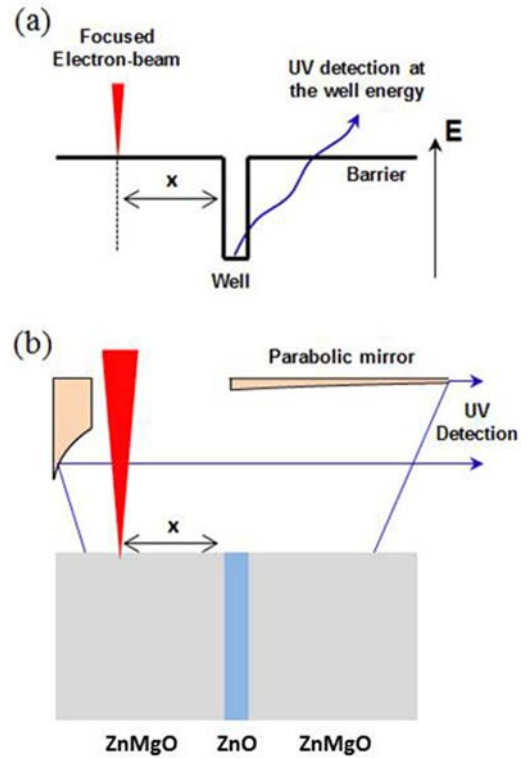 (a)
Focused
Electron-beam
UV detection at
the well energy
E
Barrier
x
Well
(b)
Parabolic mirror
UV
Detection
x
ZnMgO ZnO ZnMgO